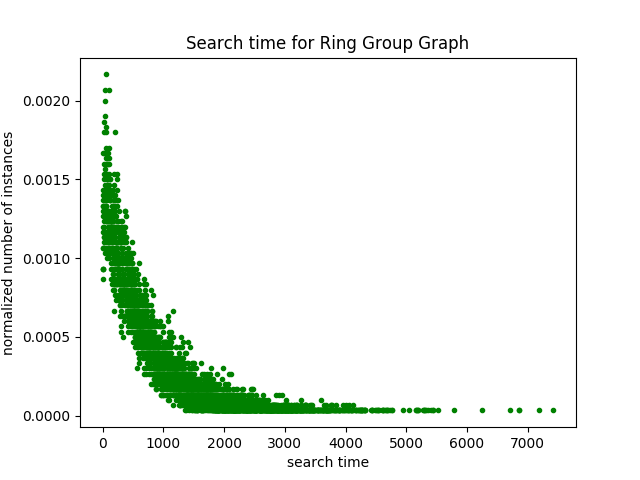 Search time for Ring Group Graph
normalized number of instances
0.0020
0.0015
0.0010
0.0005
0.0000
0 1000 2000 3000 4000 5000 6000 7000
search time